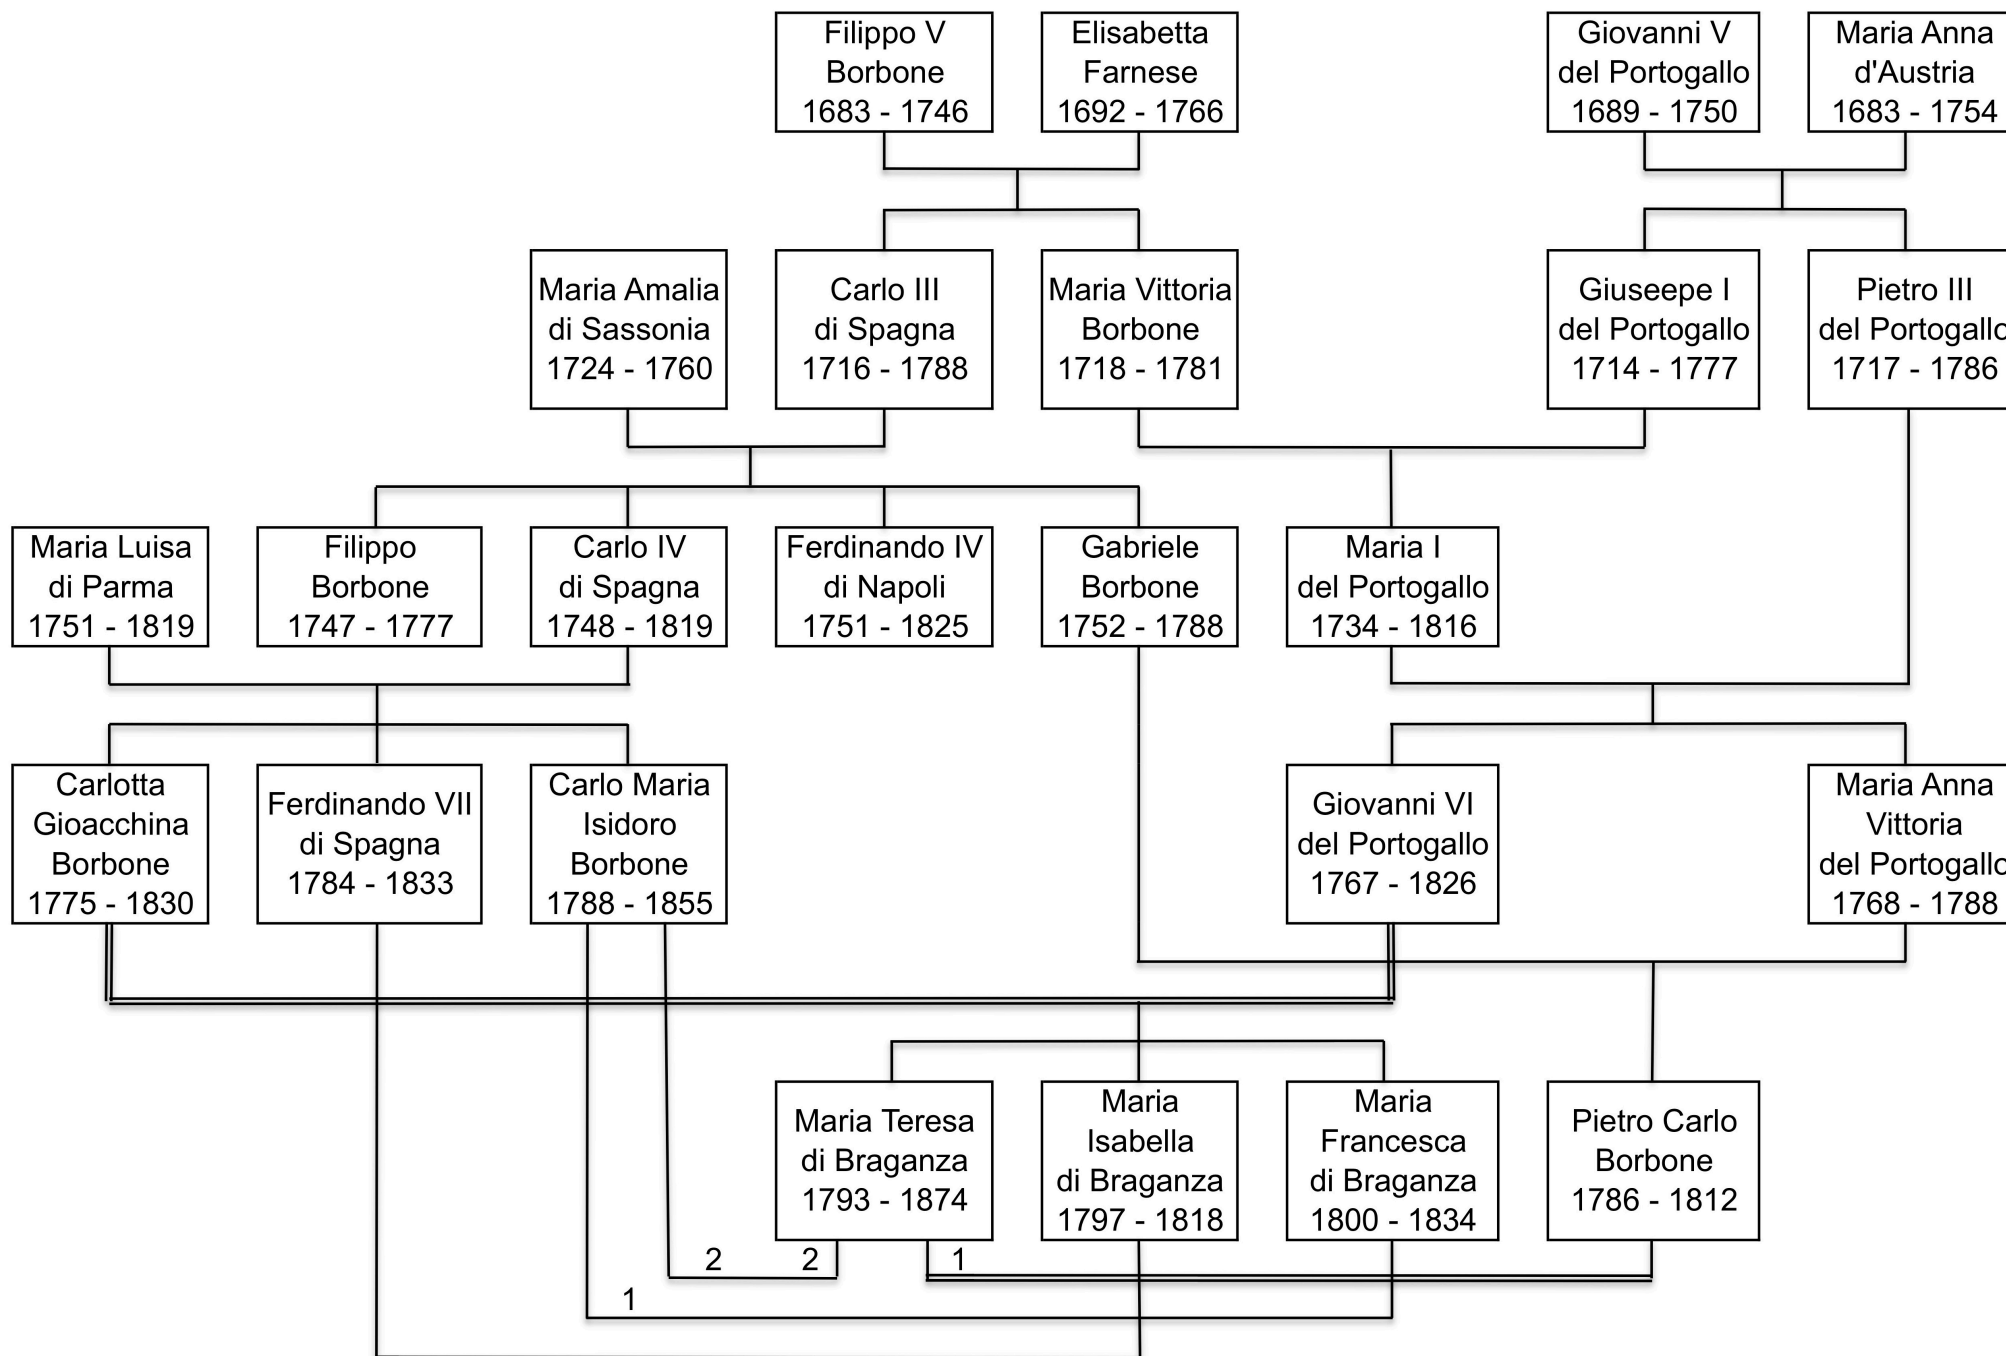 Filippo V
Borbone
1683 - 1746
Elisabetta
Farnese
1692 - 1766
Giovanni V
del Portogallo
1689 - 1750
Maria Anna
d'Austria
1683 - 1754
Maria Amalia
di Sassonia
1724 - 1760
Carlo III
di Spagna
1716 - 1788
Maria Vittoria
Borbone
1718 - 1781
Giuseepe I
del Portogallo
1714 - 1777
Pietro III
del Portogallo
1717 - 1786
Maria Luisa
di Parma
1751 - 1819
Filippo
Borbone
1747 - 1777
Carlo IV
di Spagna
1748 - 1819
Ferdinando IV
di Napoli
1751 - 1825
Gabriele
Borbone
1752 - 1788
Maria I
del Portogallo
1734 - 1816
Carlotta
Gioacchina
Borbone
1775 - 1830
Ferdinando VII
di Spagna
1784 - 1833
Carlo Maria
Isidoro
Borbone
1788 - 1855
Giovanni VI
del Portogallo
1767 - 1826
Maria Anna
Vittoria
del Portogallo
1768 - 1788
Maria Teresa
di Braganza
1793 - 1874
Maria
Isabella
di Braganza
1797 - 1818
Maria
Francesca
di Braganza
1800 - 1834
Pietro Carlo
Borbone
1786 - 1812
2
2
1
1